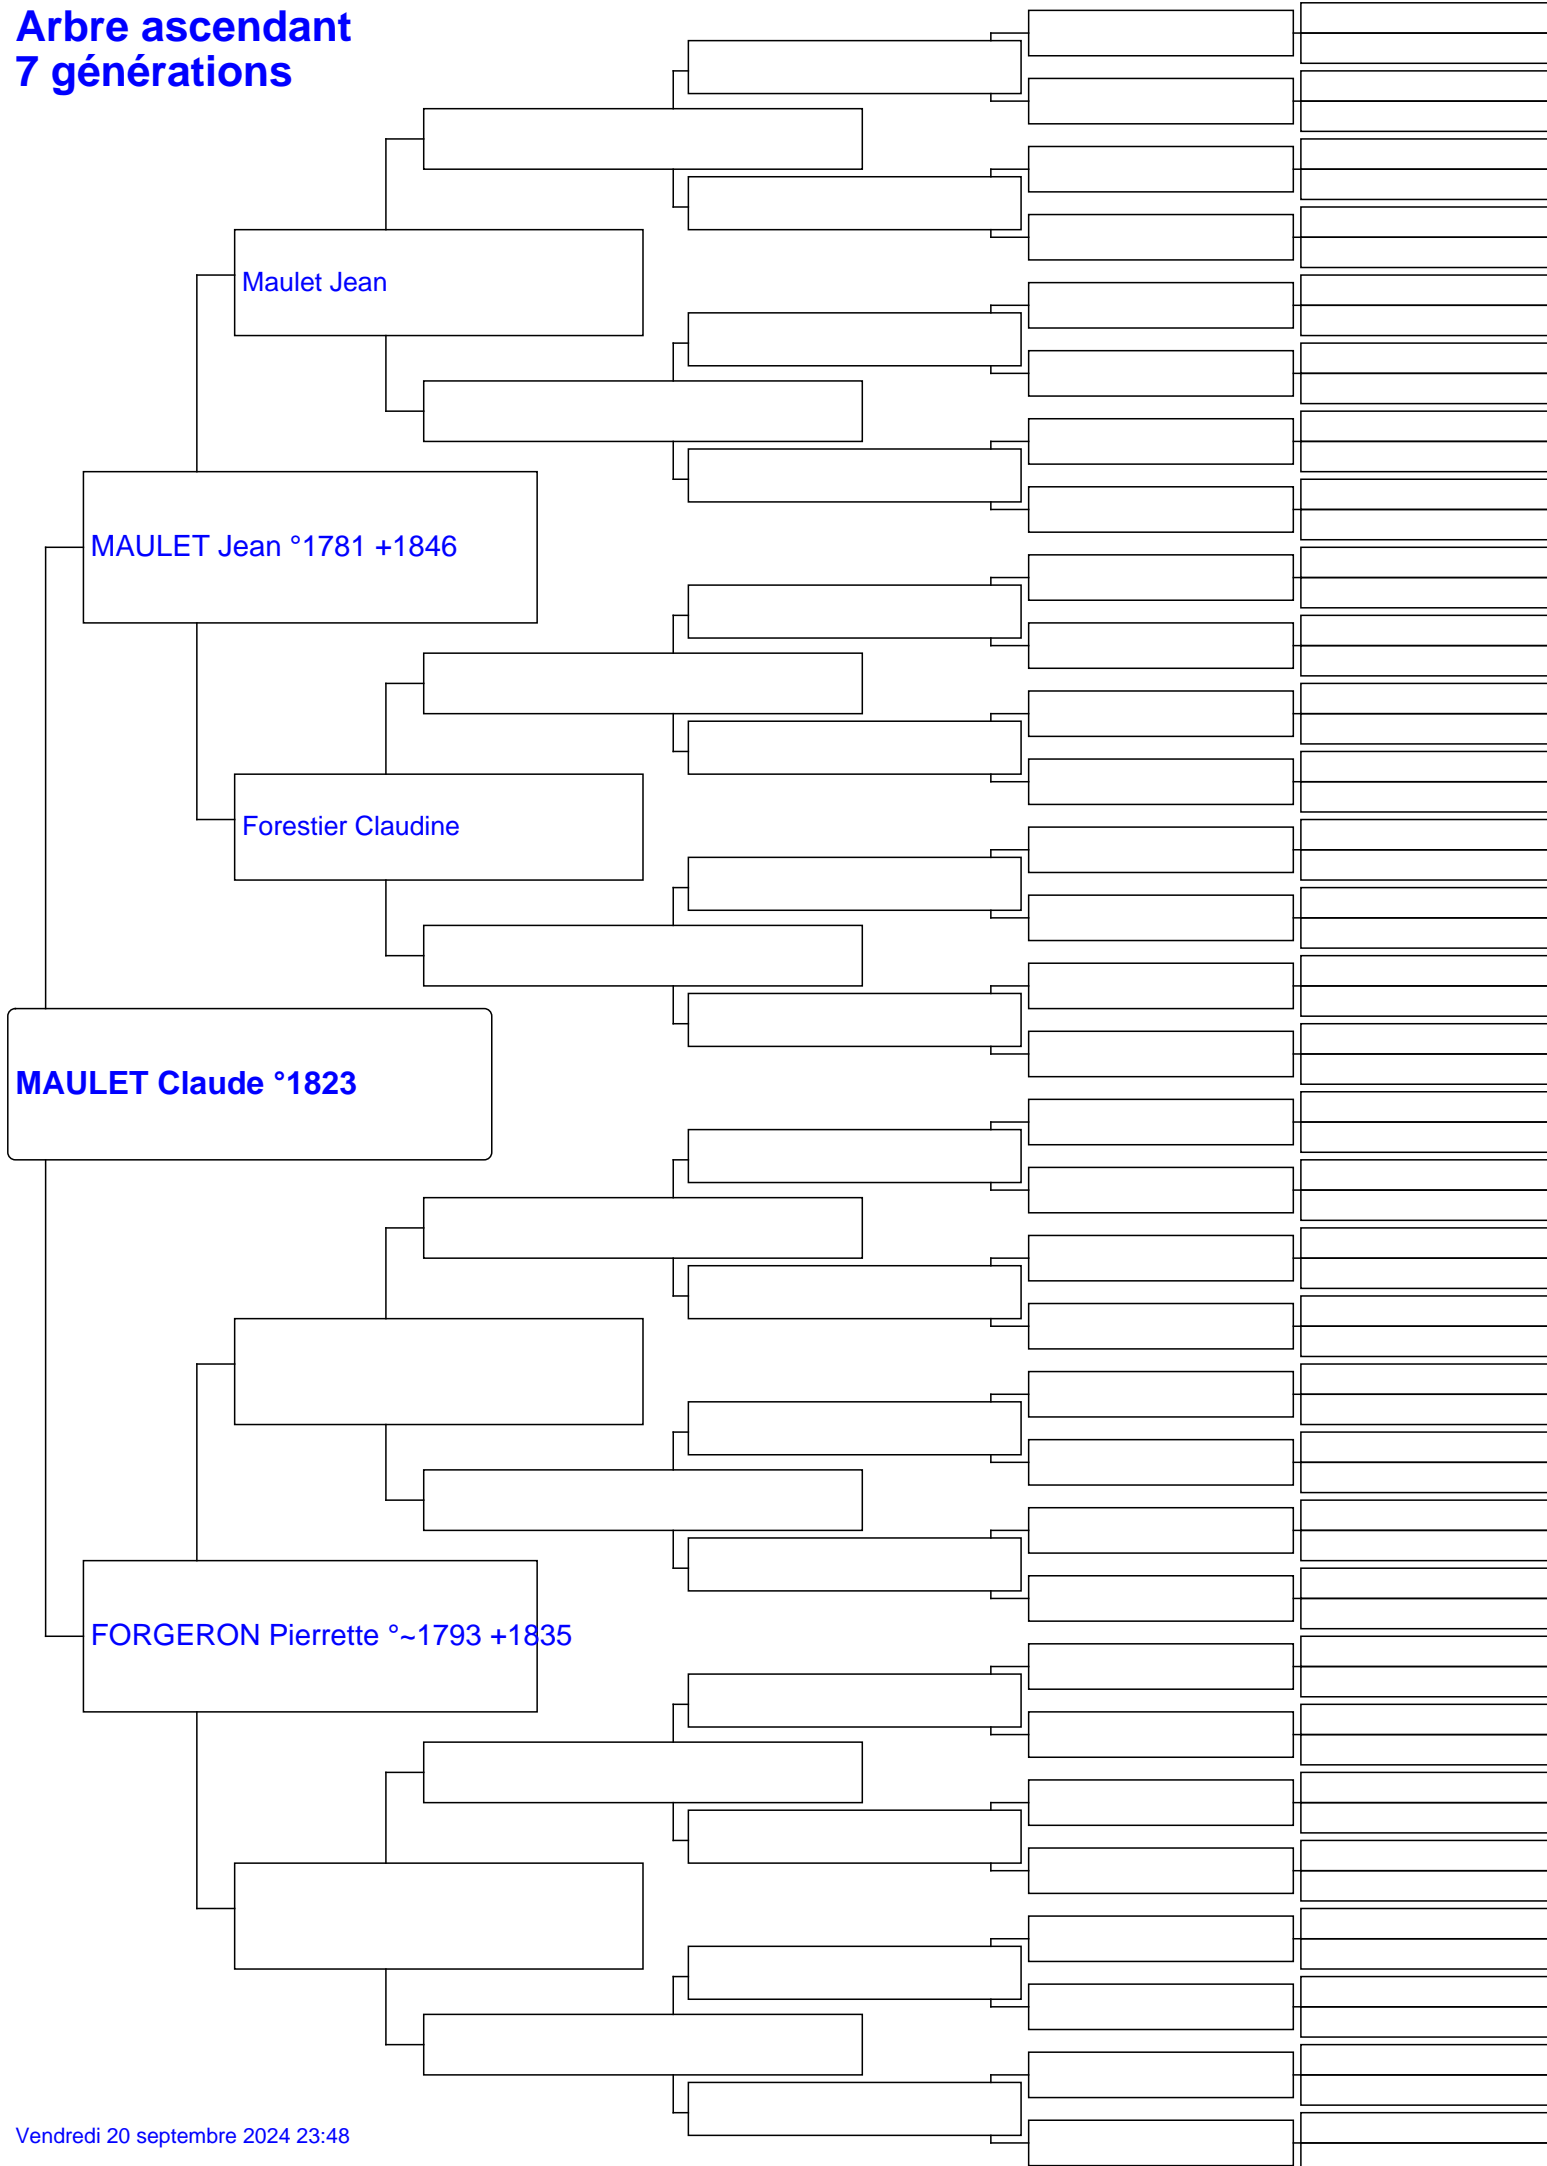 Arbre ascendant
7 générations
Maulet Jean
MAULET Jean °1781 +1846
Forestier Claudine
MAULET Claude °1823
FORGERON Pierrette °~1793 +1835
Vendredi 20 septembre 2024 23:48